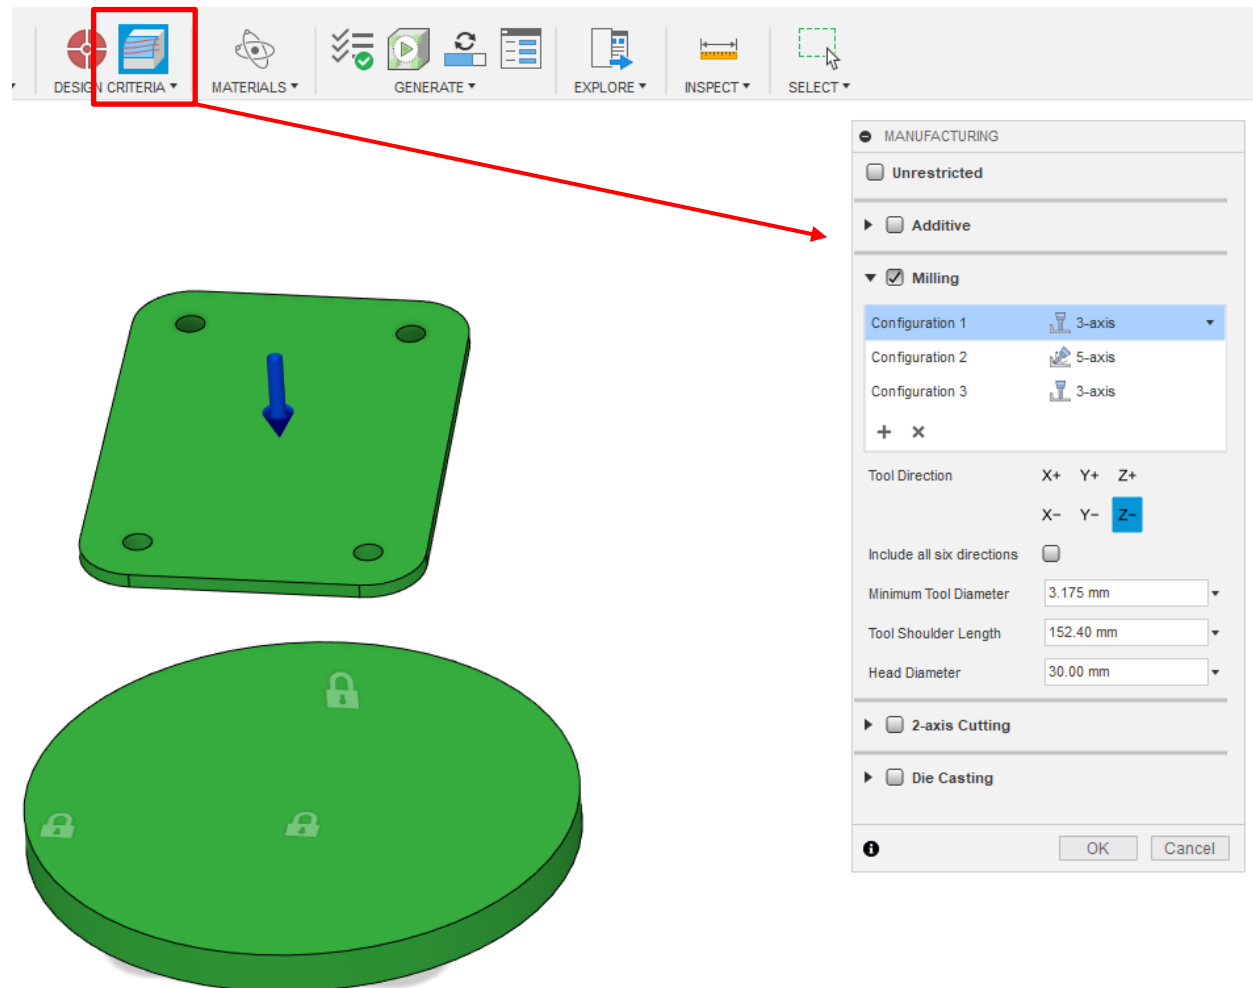 DESIGN CRITERIA
MATERIALS
GENERATE
EXPLORE
INSPECT
SELECT
MANUFACTURING
Unrestricted
Additive
Milling
Configuration 1 3-axis
Configuration 2 5-axis
Configuration 3 3-axis
Tool Direction X+ Y+ Z+
X- Y- Z-
Include all six directions
Minimum Tool Diameter 3.175 mm
Tool Shoulder Length 152.40 mm
Head Diameter 30.00 mm
2-axis Cutting
Die Casting
OK Cancel